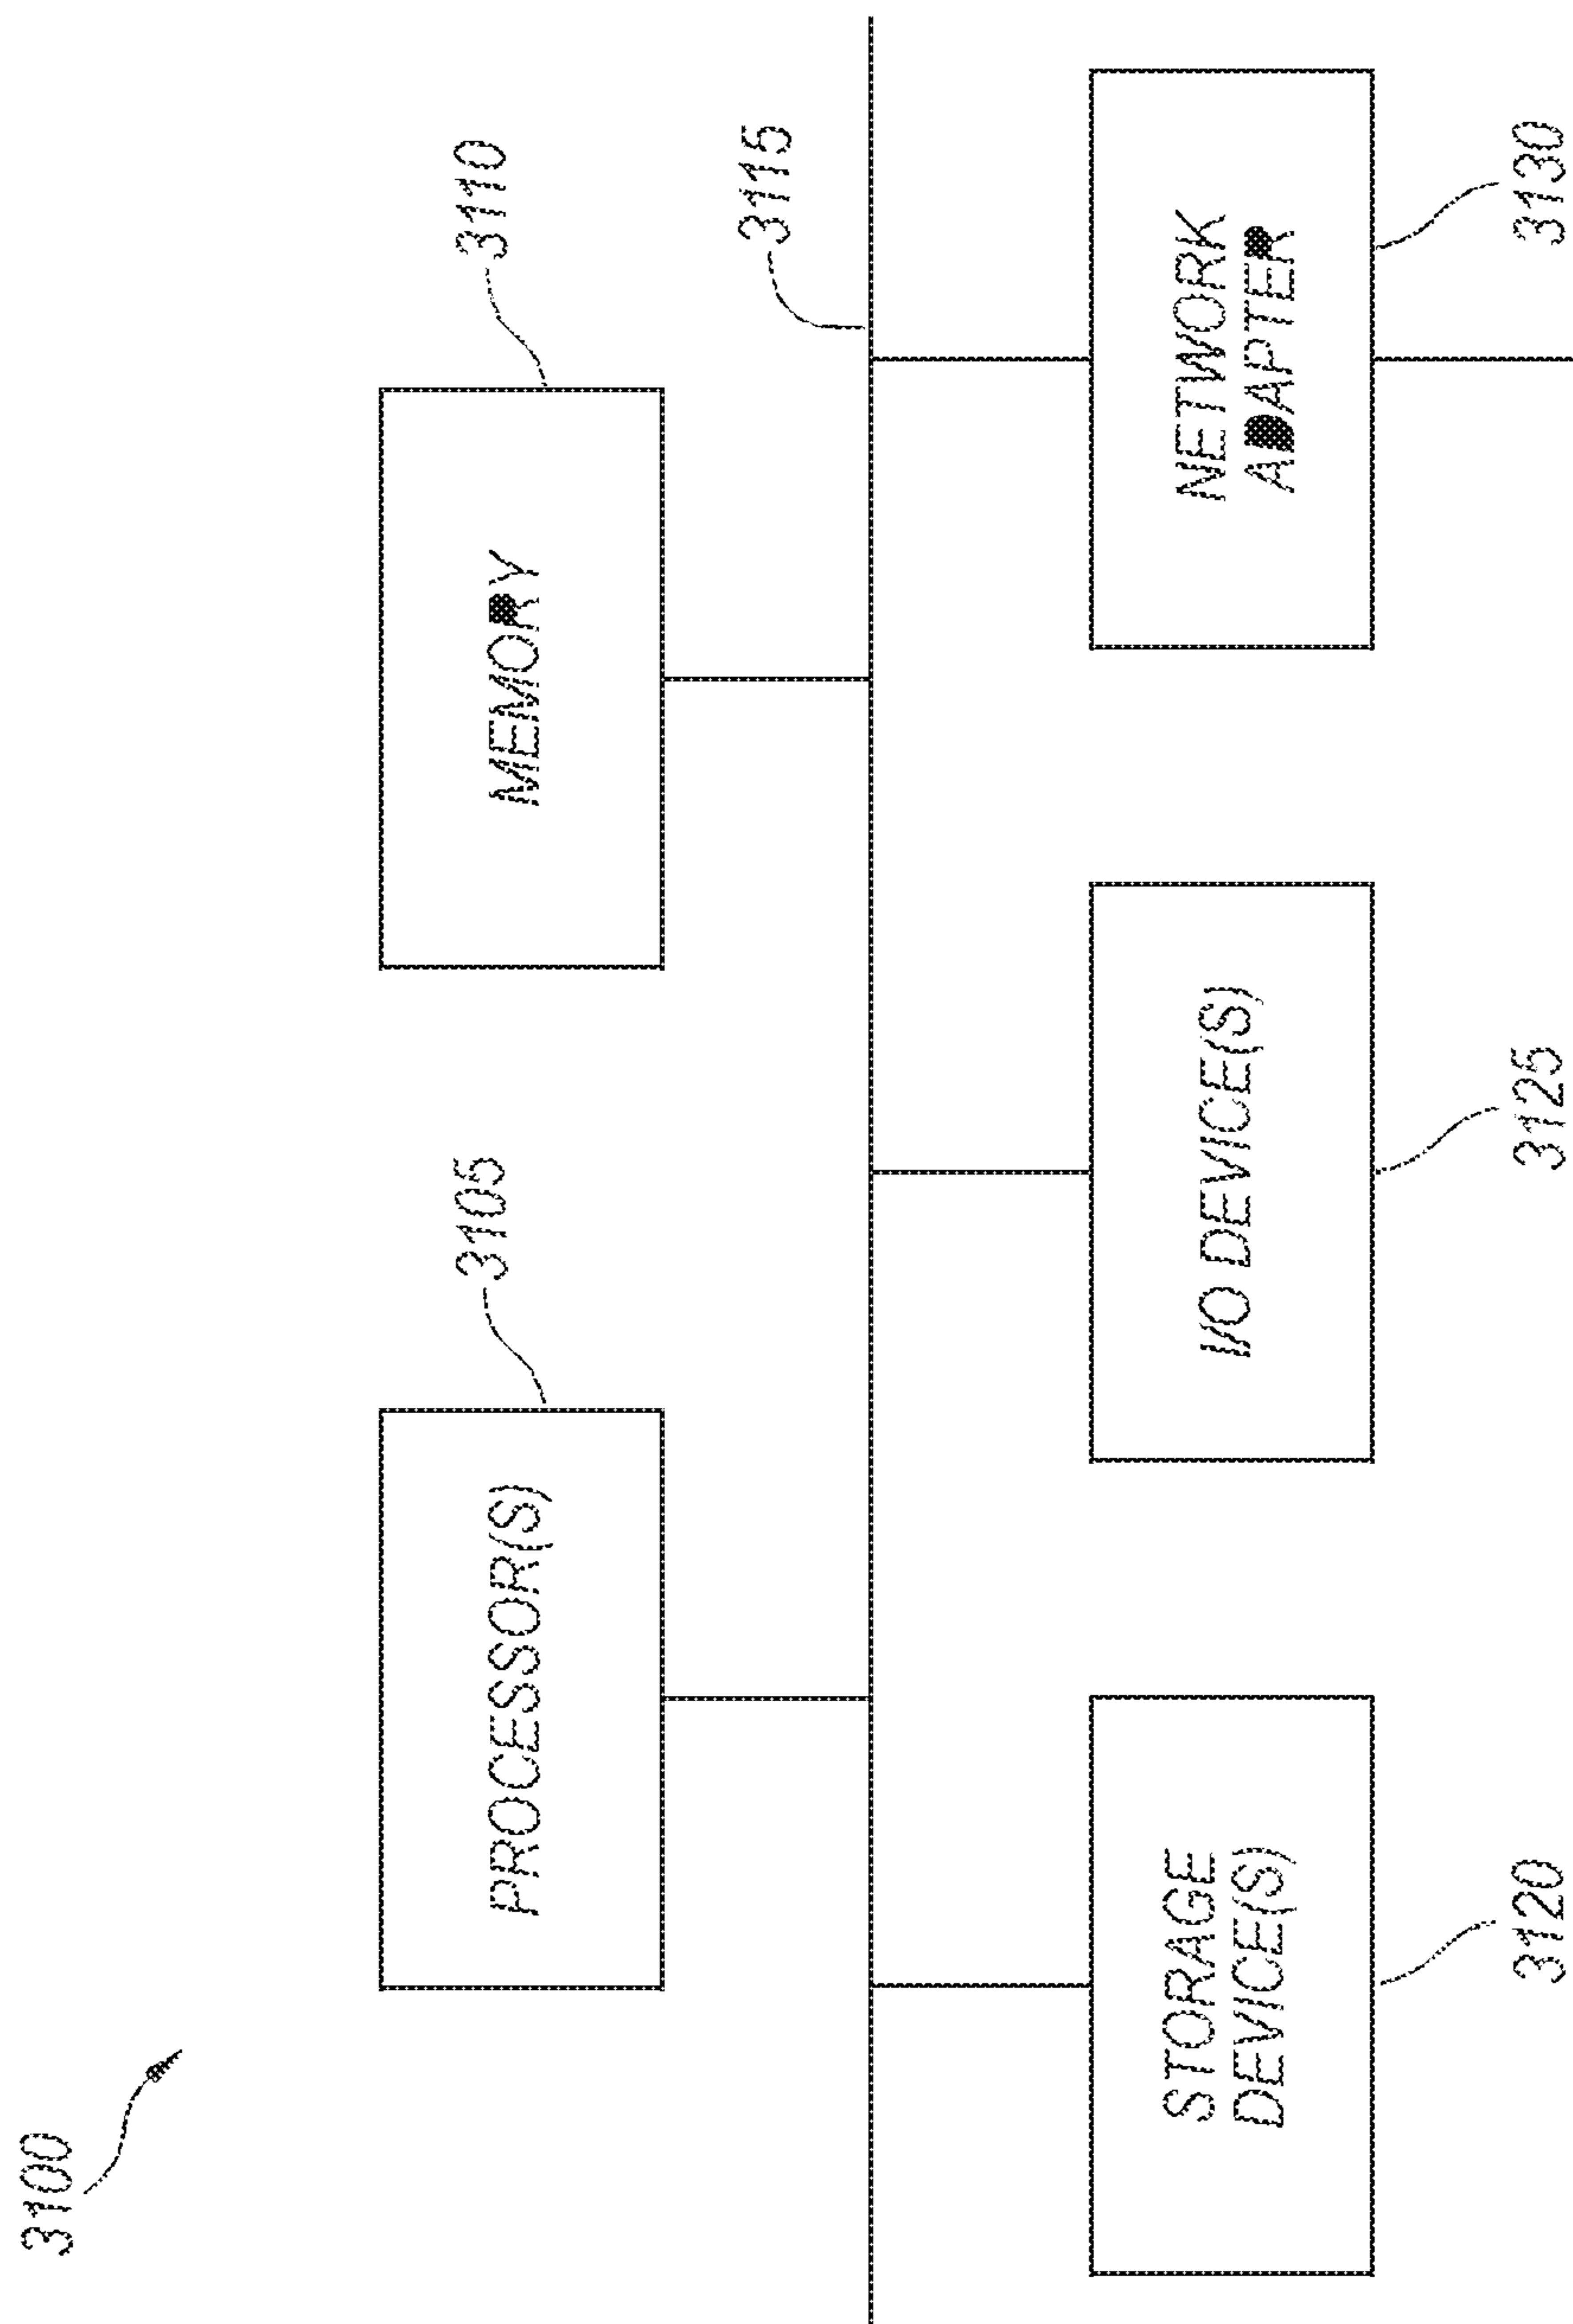 3100
PROCESSOR(S)
3105
MEMORY
3110
3115
STORAGE
DEVICE(S)
3120
I/O DEVICE(S)
3125
NETWORK
ADAPTER
3130